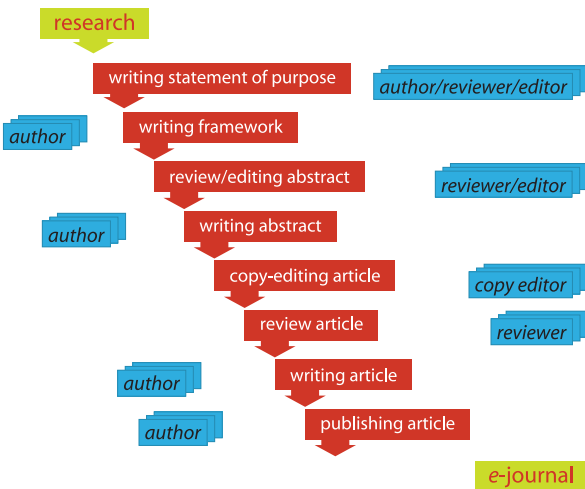 research
writing statement of purpose
author/reviewer/editor
author
writing framework
review/editing abstract
reviewer/editor
author
writing abstract
copy-editing article
copy editor
review article
reviewer
author
writing article
author
publishing article
e-journal